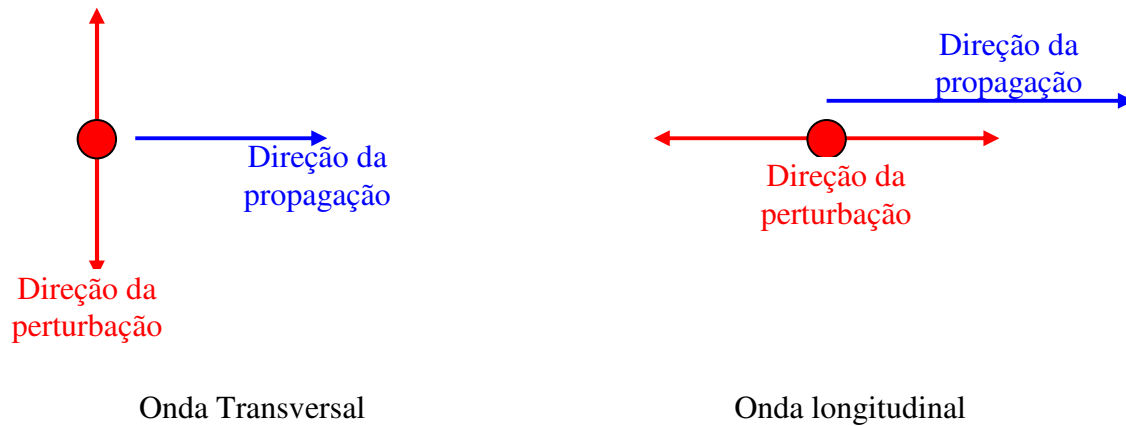 Direção da
propagação
Direção da
perturbação
Onda Transversal
Direção da
propagação
Direção da
perturbação
Onda longitudinal